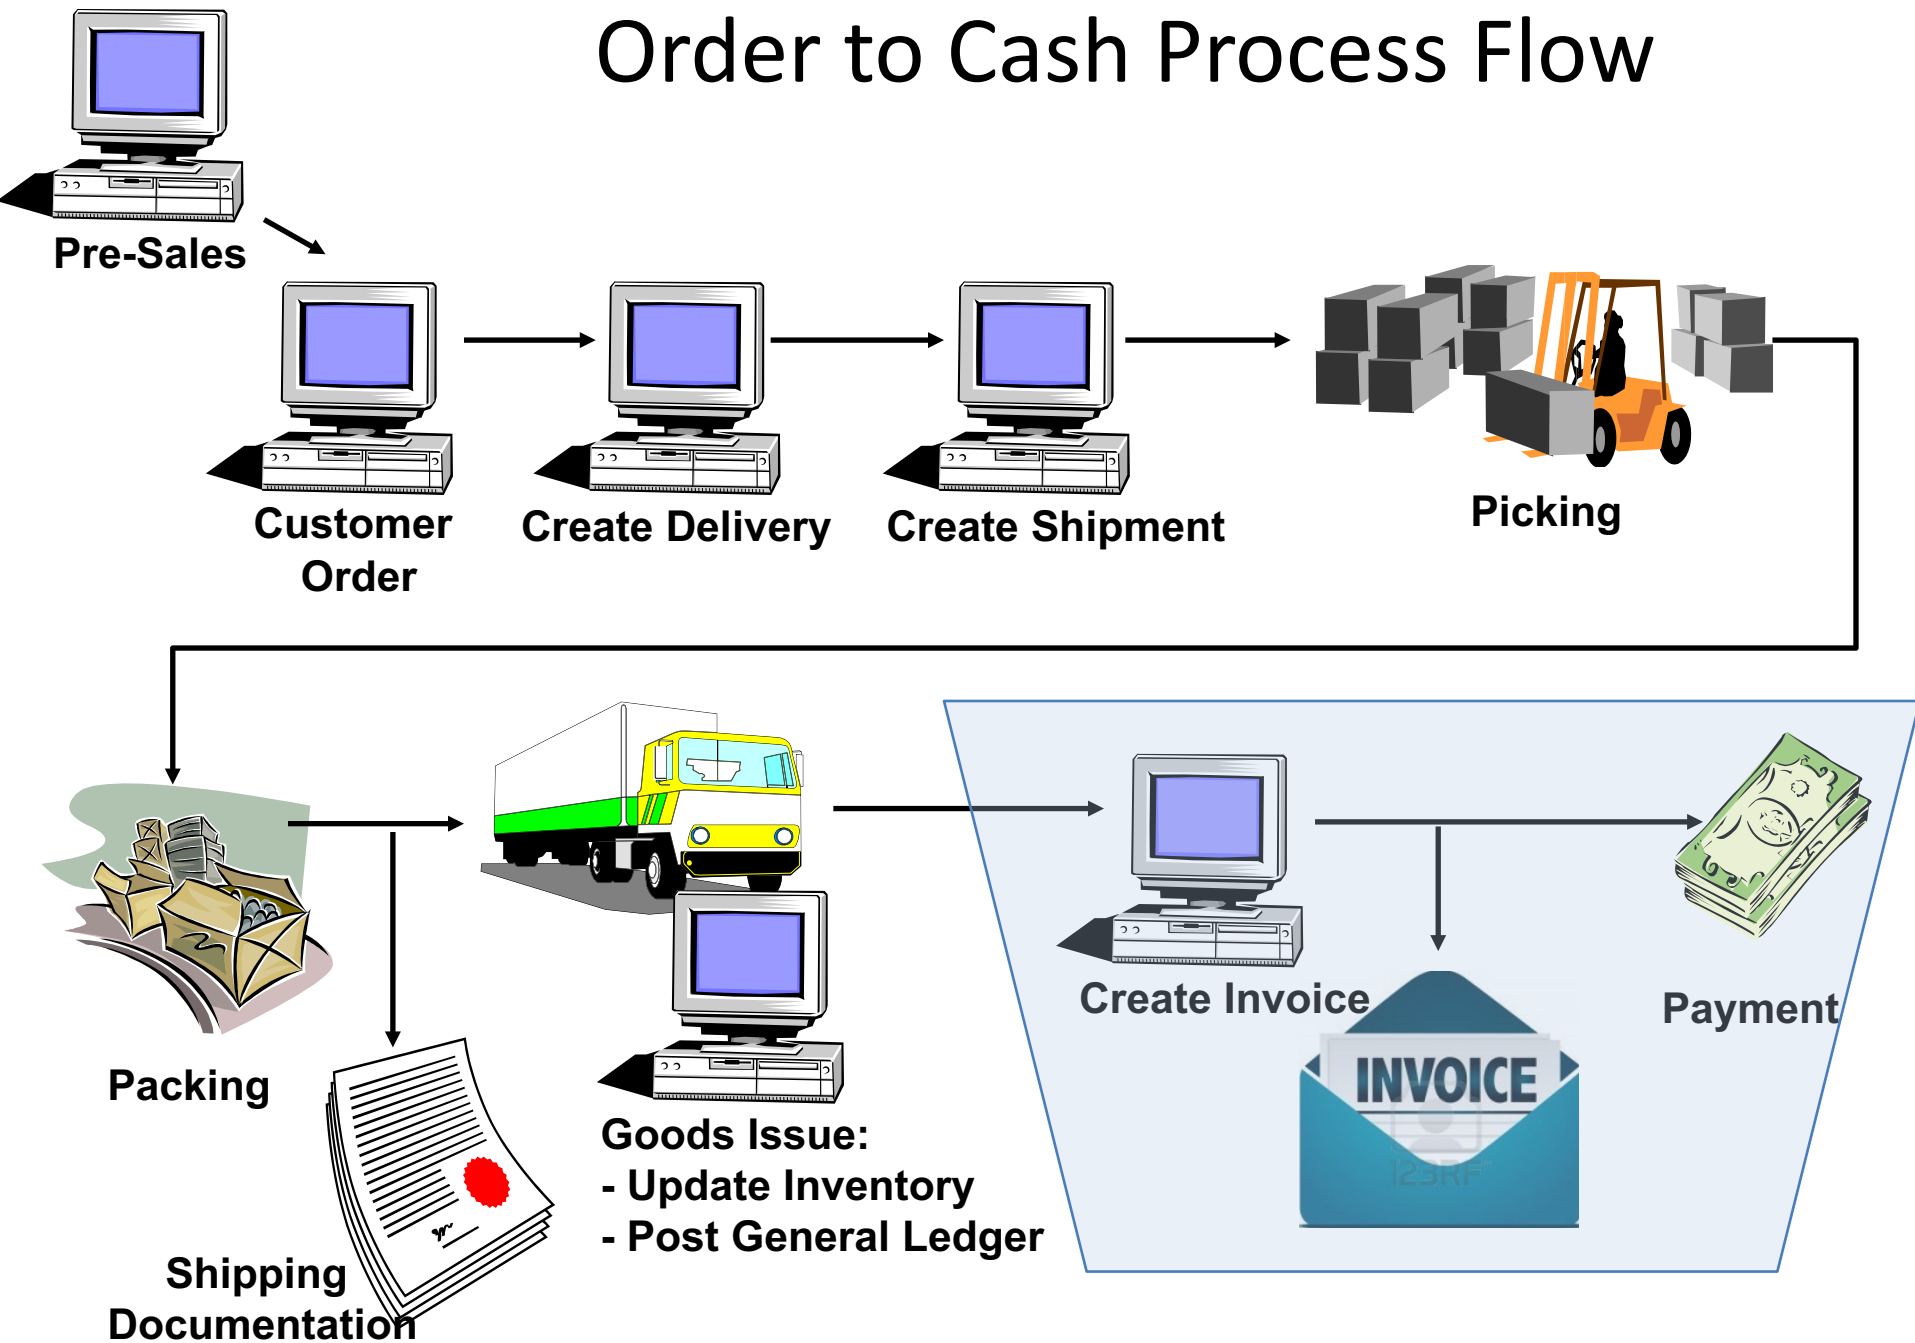 Order to Cash Process Flow
Pre-Sales
Customer
Order
Create Delivery
Create Shipment
Picking
Packing
Shipping
Documentation
Goods Issue:
- Update Inventory
- Post General Ledger
Create Invoice
INVOICE
123RF
Payment